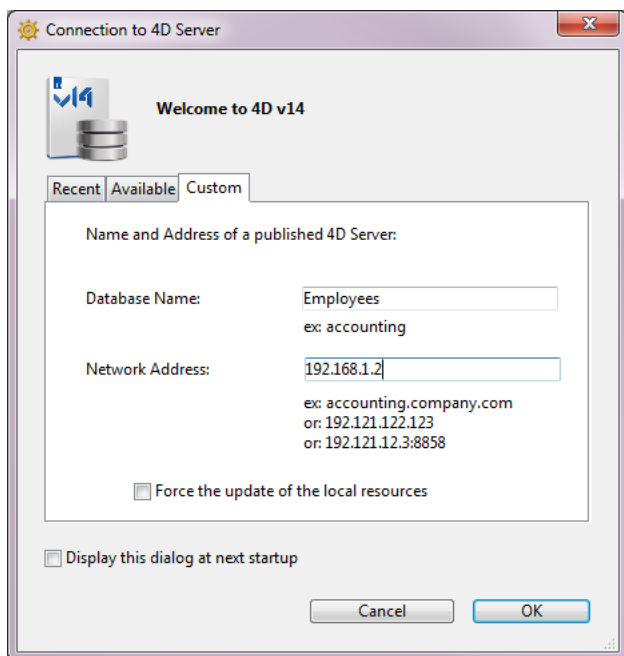 Connection to 4D Server
v14
Welcome to 4D v14
Recent Available Custom
Name and Address of a published 4D Server:
Database Name: Employees
ex: accounting
Network Address: 192.168.1.2
ex: accounting.company.com
or: 192.121.122.123
or: 192.121.12.3:8858
Force the update of the local resources
Display this dialog at next startup
Cancel OK